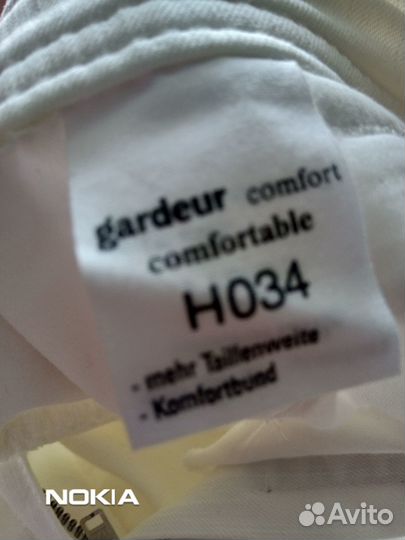 gardeur comfort
comfortable
H034
- mehr Taillenweite
- Komfortbund
NOKIA
Avito